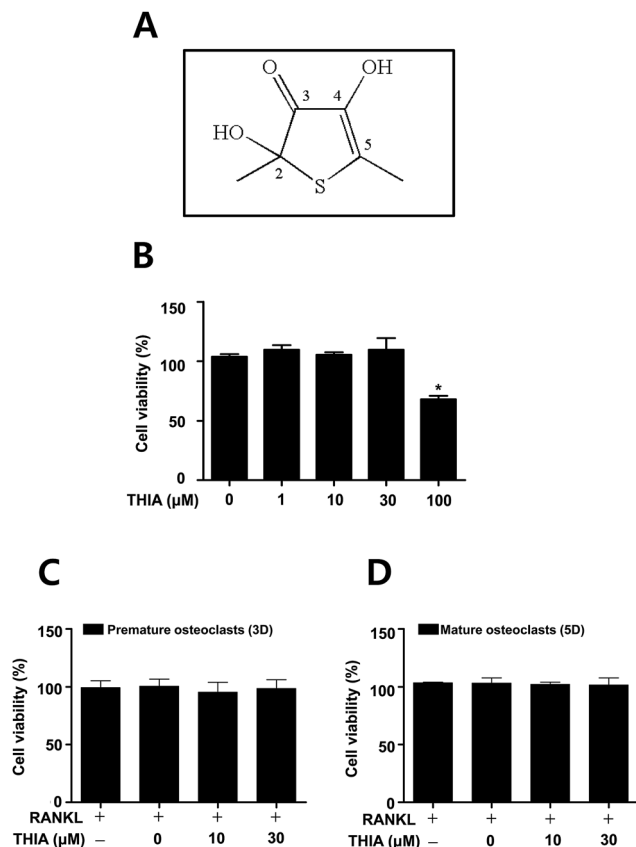 A
O
OH
3
4
HO
2
5
S
B
150
100
50
0
Cell viability (%)
*
THIA (µM) 0 1 10 30 100
C
Premature osteoclasts (3D)
150
100
50
0
Cell viability (%)
RANKL + + + +
THIA (µM) – 0 10 30
D
Mature osteoclasts (5D)
150
100
50
0
Cell viability (%)
RANKL + + + +
THIA (µM) – 0 10 30